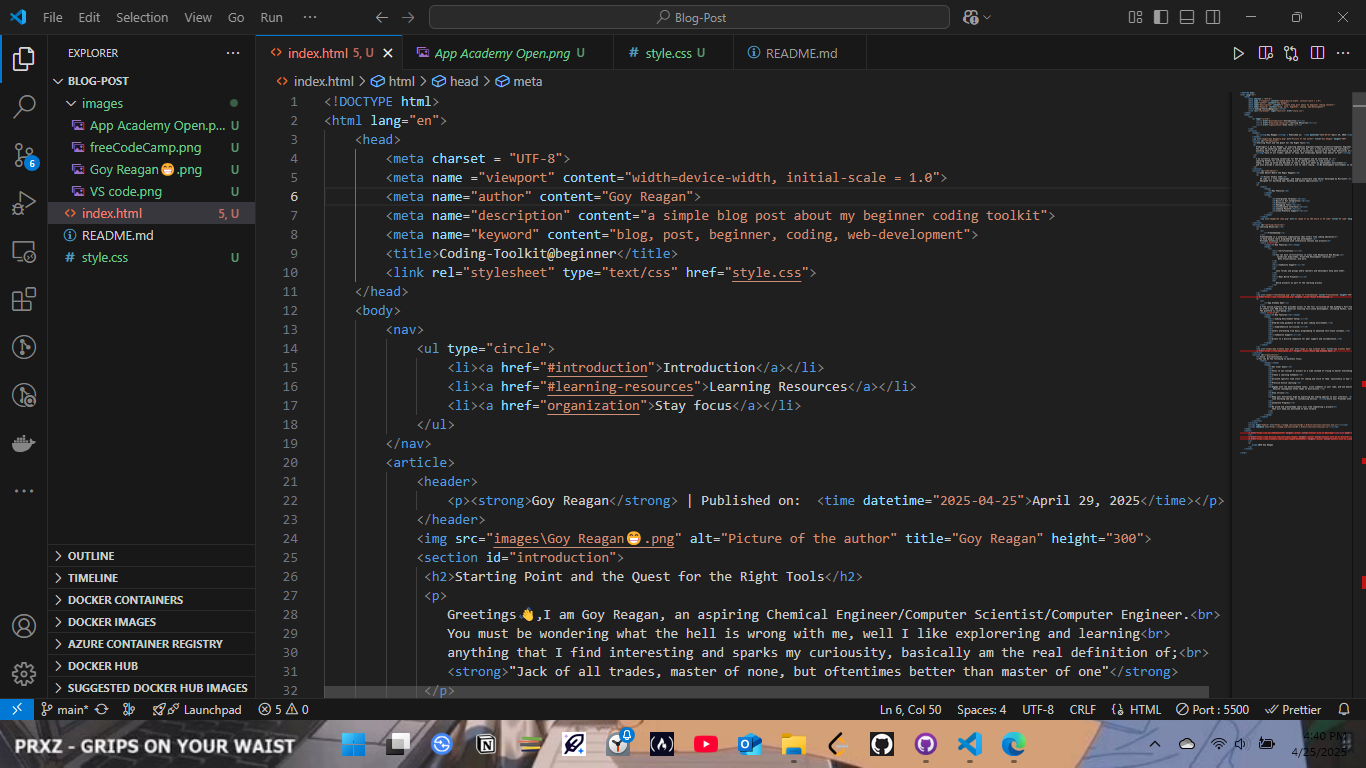 File Edit Selection View Go Run ··· Blog-Post
EXPLORER ···
BLOG-POST
images
App Academy Open.p... U
freeCodeCamp.png U
Goy Reagan😁.png U
VS code.png U
index.html 5, U
README.md
style.css U
OUTLINE
TIMELINE
DOCKER CONTAINERS
DOCKER IMAGES
AZURE CONTAINER REGISTRY
DOCKER HUB
SUGGESTED DOCKER HUB IMAGES
6
index.html 5, U App Academy Open.png U # style.css U README.md
index.html > html > head > meta
1 <!DOCTYPE html>
2 <html lang="en">
3 <head>
4 <meta charset = "UTF-8">
5 <meta name ="viewport" content="width=device-width, initial-scale = 1.0">
6 <meta name="author" content="Goy Reagan">
7 <meta name="description" content="a simple blog post about my beginner coding toolkit">
8 <meta name="keyword" content="blog, post, beginner, coding, web-development">
9 <title>Coding-Toolkit@beginner</title>
10 <link rel="stylesheet" type="text/css" href="style.css">
11 </head>
12 <body>
13 <nav>
14 <ul type="circle">
15 <li><a href="#introduction">Introduction</a></li>
16 <li><a href="#learning-resources">Learning Resources</a></li>
17 <li><a href="organization">Stay focus</a></li>
18 </ul>
19 </nav>
20 <article>
21 <header>
22 <p><strong>Goy Reagan</strong> | Published on:  <time datetime="2025-04-25">April 29, 2025</time></p>
23 </header>
24 <img src="images\Goy Reagan😁.png" alt="Picture of the author" title="Goy Reagan" height="300">
25 <section id="introduction">
26 <h2>Starting Point and the Quest for the Right Tools</h2>
27 <p>
28 Greetings👋,I am Goy Reagan, an aspiring Chemical Engineer/Computer Scientist/Computer Engineer.<br>
29 You must be wondering what the hell is wrong with me, well I like explorering and learning<br>
30 anything that I find interesting and sparks my curiousity, basically am the real definition of;<br>
31 <strong>"Jack of all trades, master of none, but oftentimes better than master of one"</strong>
32 </p>
main* Launchpad 5 0 Ln 6, Col 50 Spaces: 4 UTF-8 CRLF HTML Port : 5500 Prettier
PRXZ - GRIPS ON YOUR WAIST
4:40 PM
4/25/2025